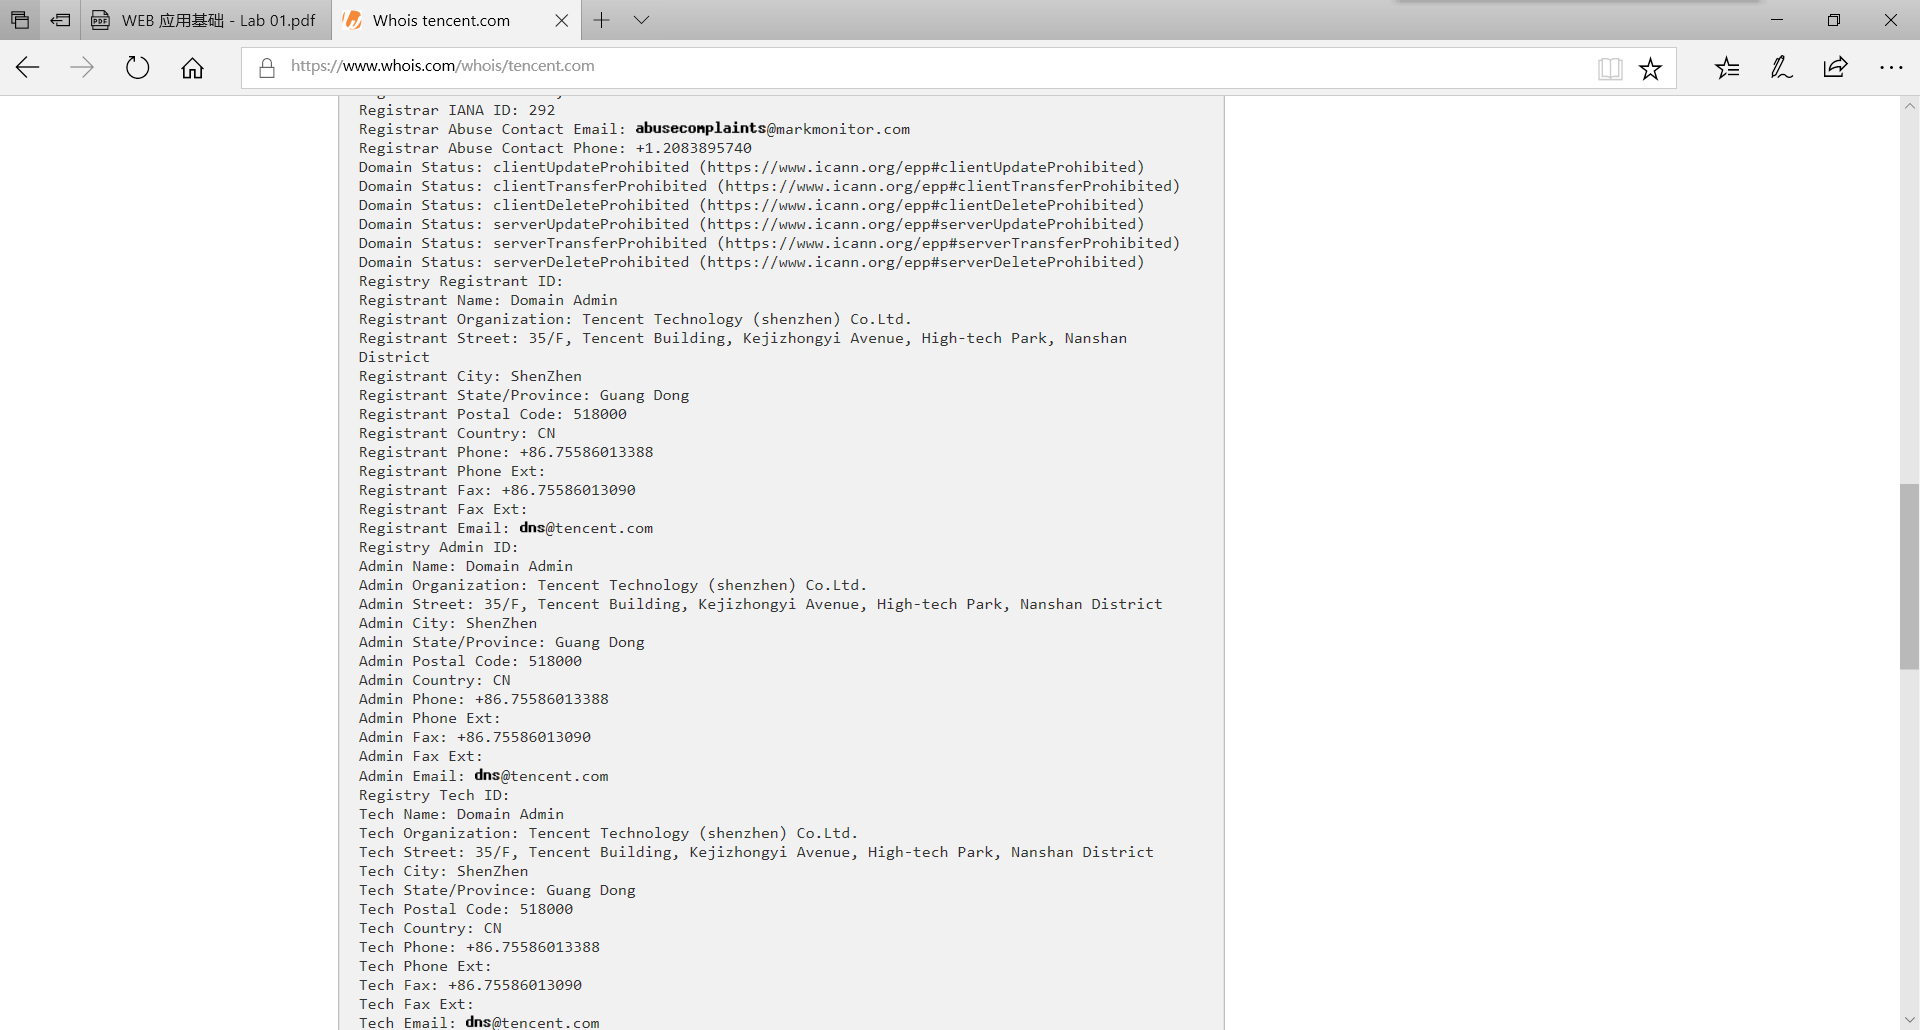 WEB 应用基础 - Lab 01.pdf
Whois tencent.com
https://www.whois.com/whois/tencent.com
Registrar IANA ID: 292
Registrar Abuse Contact Email: abusecomplaints@markmonitor.com
Registrar Abuse Contact Phone: +1.2083895740
Domain Status: clientUpdateProhibited (https://www.icann.org/epp#clientUpdateProhibited)
Domain Status: clientTransferProhibited (https://www.icann.org/epp#clientTransferProhibited)
Domain Status: clientDeleteProhibited (https://www.icann.org/epp#clientDeleteProhibited)
Domain Status: serverUpdateProhibited (https://www.icann.org/epp#serverUpdateProhibited)
Domain Status: serverTransferProhibited (https://www.icann.org/epp#serverTransferProhibited)
Domain Status: serverDeleteProhibited (https://www.icann.org/epp#serverDeleteProhibited)
Registry Registrant ID:
Registrant Name: Domain Admin
Registrant Organization: Tencent Technology (shenzhen) Co.Ltd.
Registrant Street: 35/F, Tencent Building, Kejizhongyi Avenue, High-tech Park, Nanshan
District
Registrant City: ShenZhen
Registrant State/Province: Guang Dong
Registrant Postal Code: 518000
Registrant Country: CN
Registrant Phone: +86.75586013388
Registrant Phone Ext:
Registrant Fax: +86.75586013090
Registrant Fax Ext:
Registrant Email: dns@tencent.com
Registry Admin ID:
Admin Name: Domain Admin
Admin Organization: Tencent Technology (shenzhen) Co.Ltd.
Admin Street: 35/F, Tencent Building, Kejizhongyi Avenue, High-tech Park, Nanshan District
Admin City: ShenZhen
Admin State/Province: Guang Dong
Admin Postal Code: 518000
Admin Country: CN
Admin Phone: +86.75586013388
Admin Phone Ext:
Admin Fax: +86.75586013090
Admin Fax Ext:
Admin Email: dns@tencent.com
Registry Tech ID:
Tech Name: Domain Admin
Tech Organization: Tencent Technology (shenzhen) Co.Ltd.
Tech Street: 35/F, Tencent Building, Kejizhongyi Avenue, High-tech Park, Nanshan District
Tech City: ShenZhen
Tech State/Province: Guang Dong
Tech Postal Code: 518000
Tech Country: CN
Tech Phone: +86.75586013388
Tech Phone Ext:
Tech Fax: +86.75586013090
Tech Fax Ext:
Tech Email: dns@tencent.com